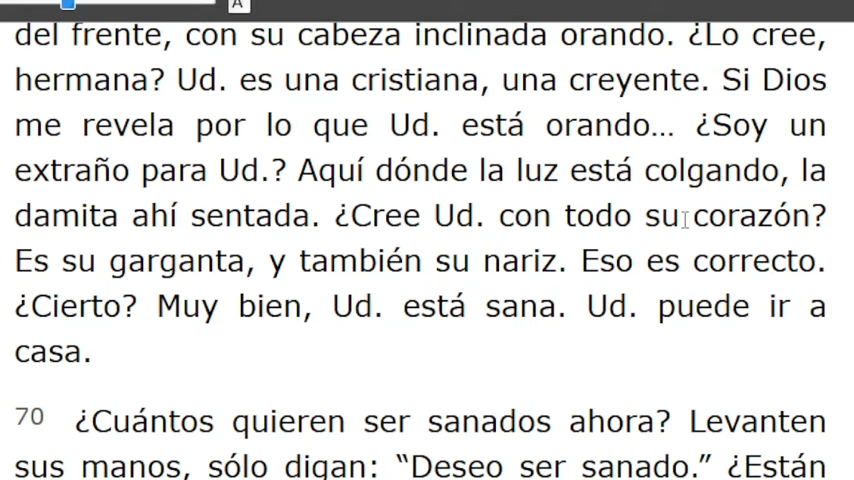 A
del frente, con su cabeza inclinada orando. ¿Lo cree,
hermana? Ud. es una cristiana, una creyente. Si Dios
me revela por lo que Ud. está orando... ¿Soy un
extraño para Ud.? Aquí dónde la luz está colgando, la
damita ahí sentada. ¿Cree Ud. con todo su corazón?
Es su garganta, y también su nariz. Eso es correcto.
¿Cierto? Muy bien, Ud. está sana. Ud. puede ir a
casa.
70 ¿Cuántos quieren ser sanados ahora? Levanten
sus manos, sólo digan: “Deseo ser sanado.” ¿Están